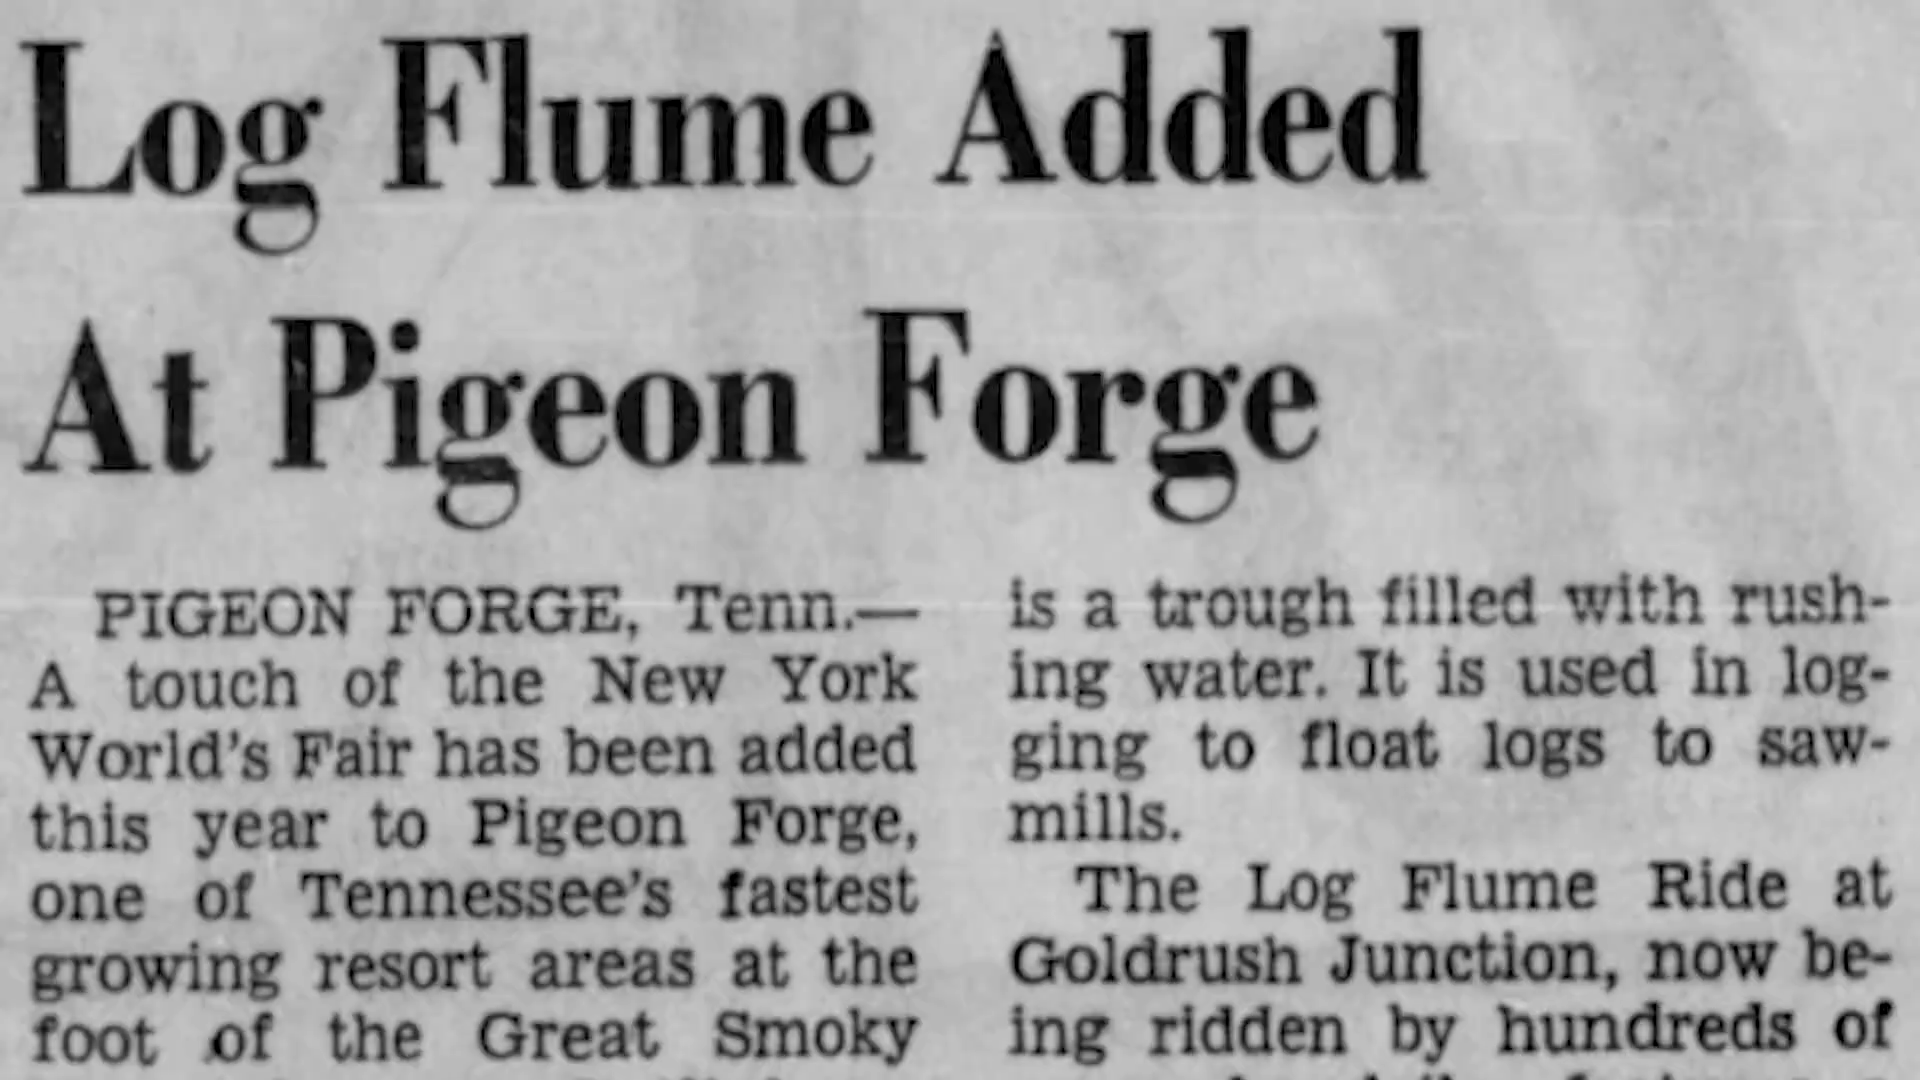 Log Flume Added
At Pigeon Forge
PIGEON FORGE, Tenn.—
A touch of the New York
World's Fair has been added
this year to Pigeon Forge,
one of Tennessee's fastest
growing resort areas at the
foot of the Great Smoky
is a trough filled with rush-
ing water. It is used in log-
ging to float logs to saw-
mills.
The Log Flume Ride at
Goldrush Junction, now be-
ing ridden by hundreds of